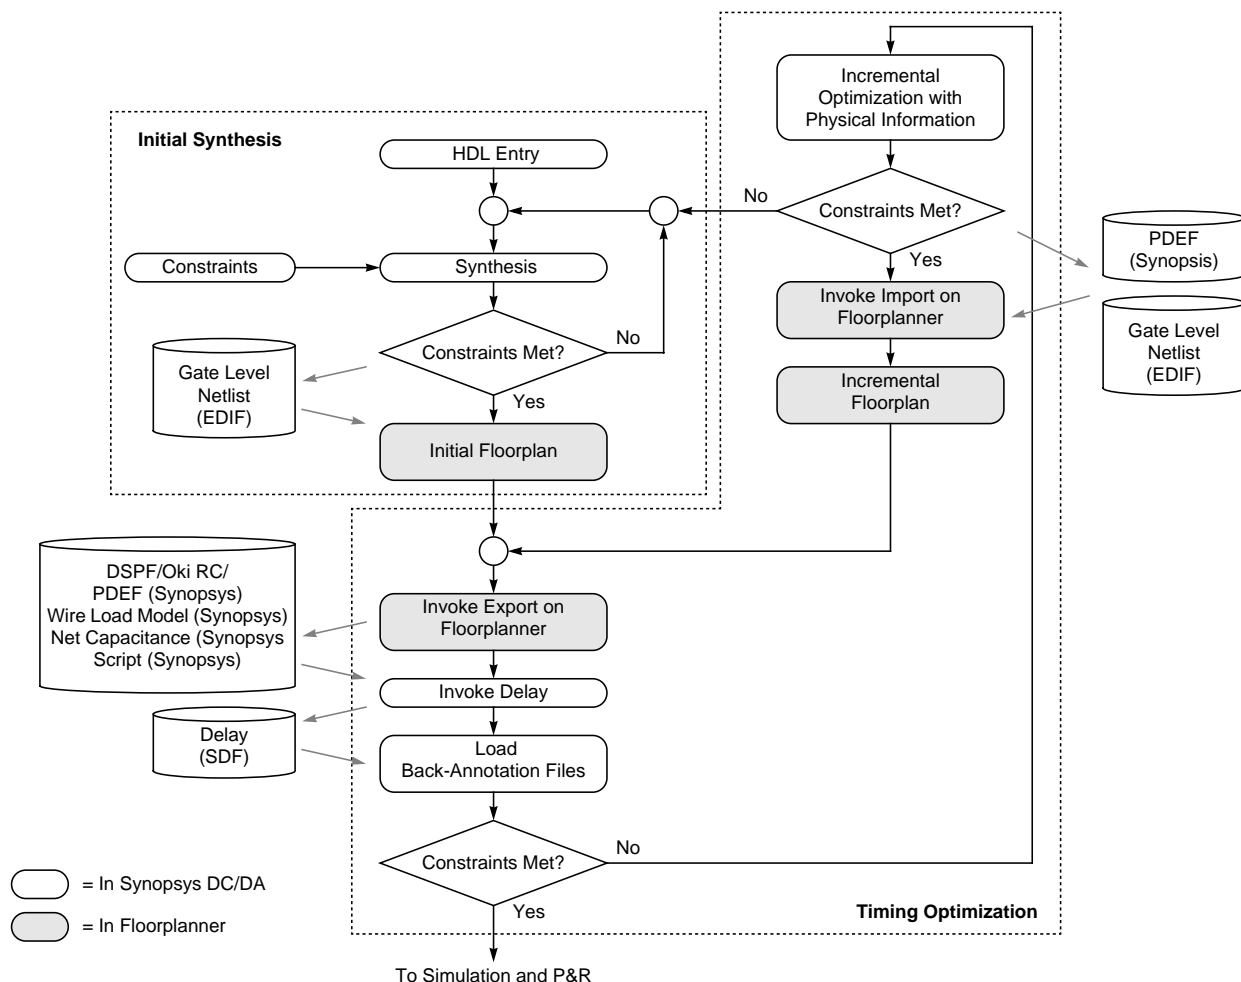 Incremental
Optimization with
Physical Information
Initial Synthesis
HDL Entry
No
Constraints Met?
PDEF
(Synopsis)
Constraints
Synthesis
Yes
Invoke Import on
Floorplanner
No
Constraints Met?
Gate Level
Netlist
(EDIF)
Gate Level
Netlist
(EDIF)
Incremental
Floorplan
Yes
Initial Floorplan
DSPF/Oki RC/
PDEF (Synopsys)
Wire Load Model (Synopsys)
Net Capacitance (Synopsys
Script (Synopsys)
Invoke Export on
Floorplanner
Invoke Delay
Delay
(SDF)
Load
Back-Annotation Files
Constraints Met?
No
= In Synopsys DC/DA
= In Floorplanner
Yes
Timing Optimization
To Simulation and P&R